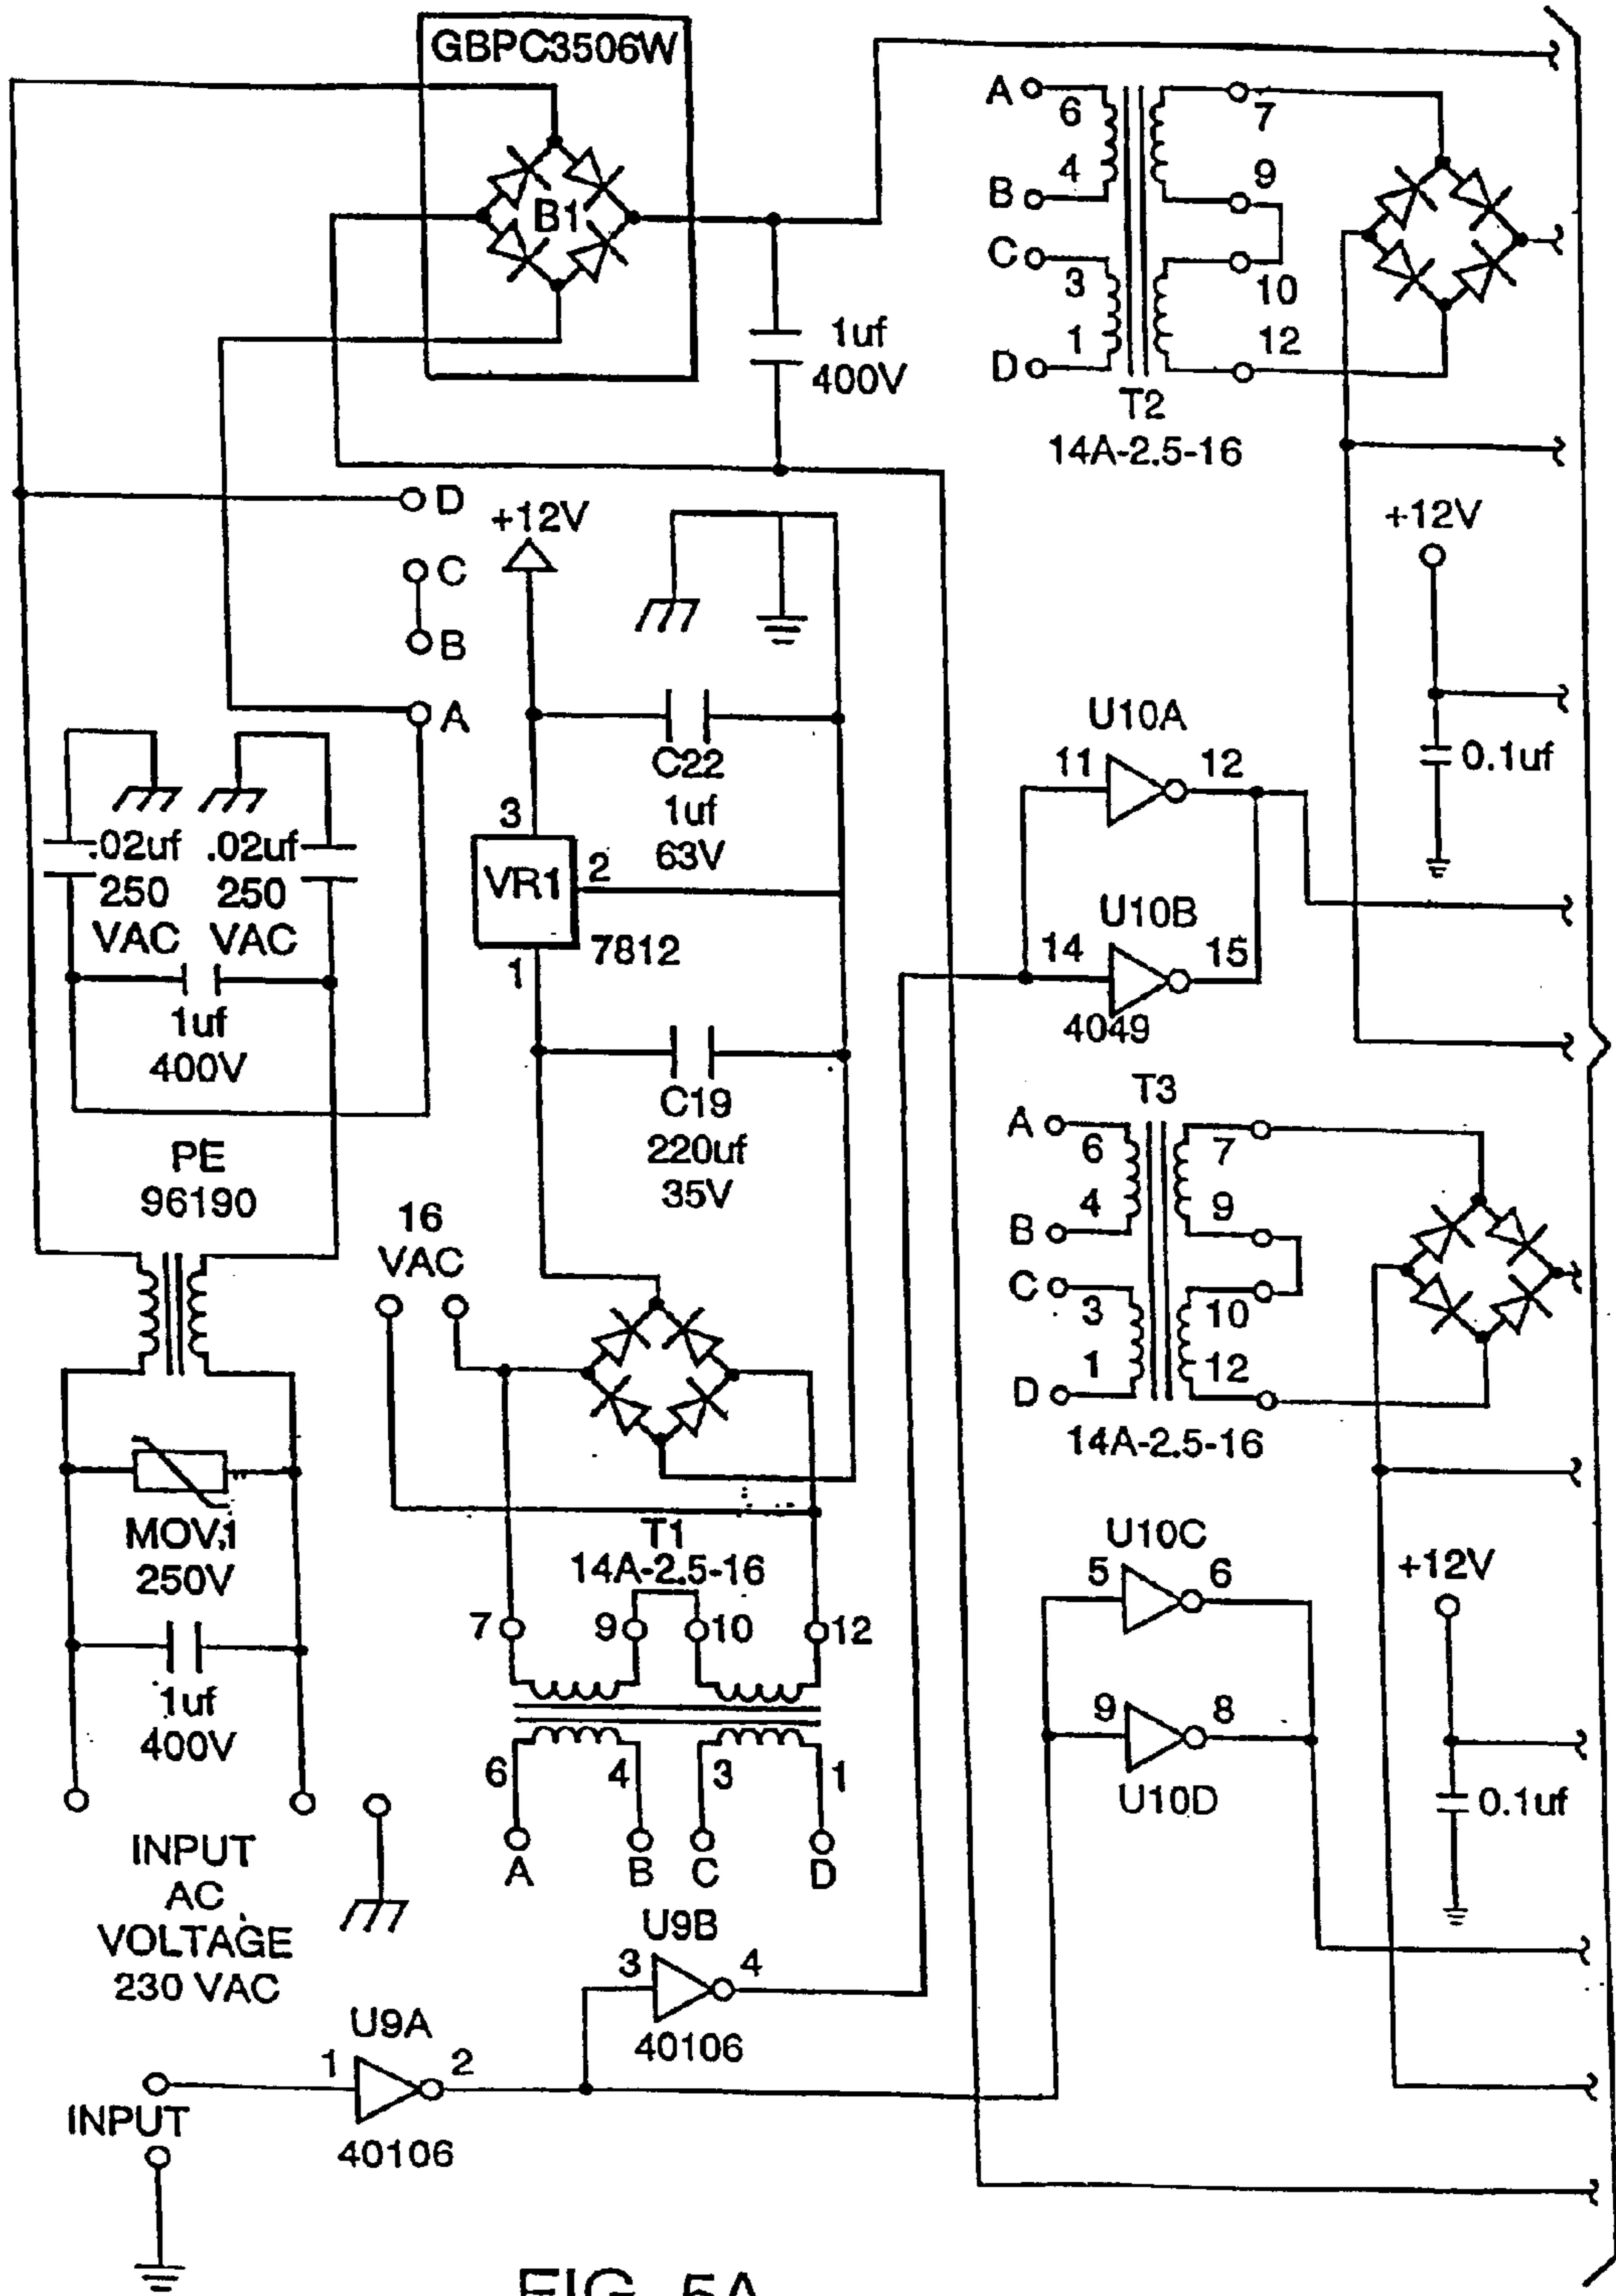 GBPC3506W
B1
1uf
400V
A
6
4
B
C
3
1
D
7
9
10
12
T2
14A-2.5-16
D
C
B
A
+12V
+12V
0.1uf
.02uf
250
VAC
.02uf
250
VAC
1uf
400V
C22
1uf
63V
3
VR1
2
7812
1
C19
220uf
35V
U10A
11
12
U10B
14
15
4049
PE
96190
16
VAC
T3
A
6
4
B
C
3
1
D
7
9
10
12
14A-2.5-16
MOV1
250V
1uf
400V
T1
14A-2.5-16
7
9
10
12
6
4
3
1
A
B
C
D
U10C
5
6
9
8
U10D
+12V
0.1uf
INPUT
AC
VOLTAGE
230 VAC
U9B
3
4
40106
U9A
1
2
40106
INPUT
FIG. 5A